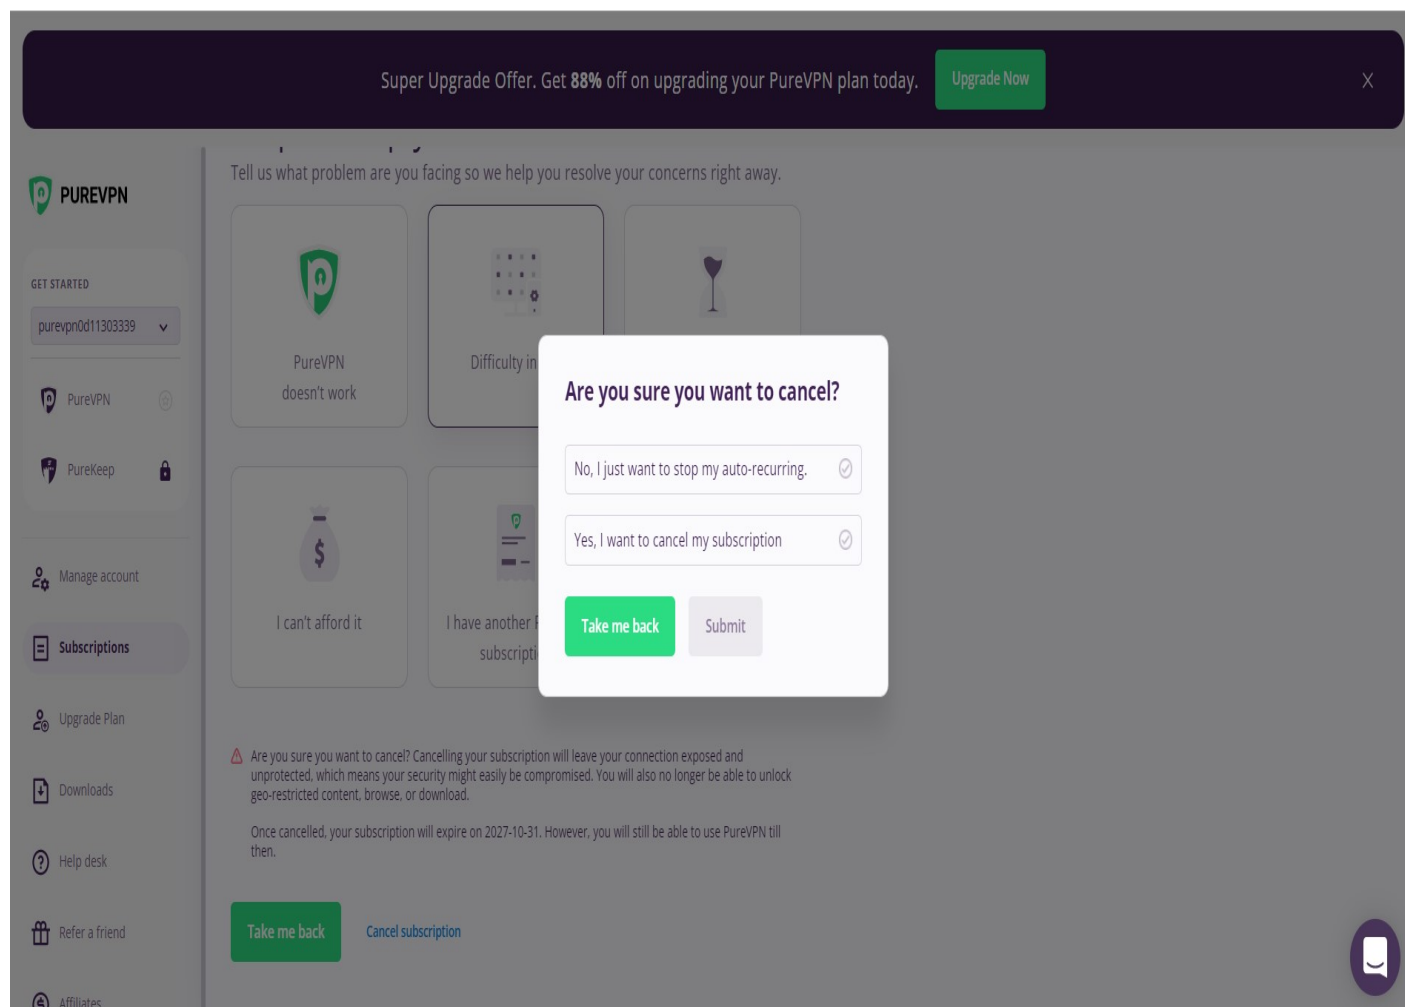 Super Upgrade Offer. Get 88% off on upgrading your PureVPN plan today.
Upgrade Now
X
PUREVPN
GET STARTED
purevpn0d11303339
PureVPN
PureKeep
Manage account
Subscriptions
Upgrade Plan
Downloads
Help desk
Refer a friend
Affiliates
Tell us what problem are you facing so we help you resolve your concerns right away.
PureVPN
doesn't work
Difficulty in
$
I can't afford it
I have another
Are you sure you want to cancel?
No, I just want to stop my auto-recurring.
Yes, I want to cancel my subscription
Take me back
Submit
Are you sure you want to cancel? Cancelling your subscription will leave your connection exposed and
unprotected, which means your security might easily be compromised. You will also no longer be able to unlock
geo-restricted content, browse, or download.
Once cancelled, your subscription will expire on 2027-10-31. However, you will still be able to use PureVPN till
then.
Take me back
Cancel subscription